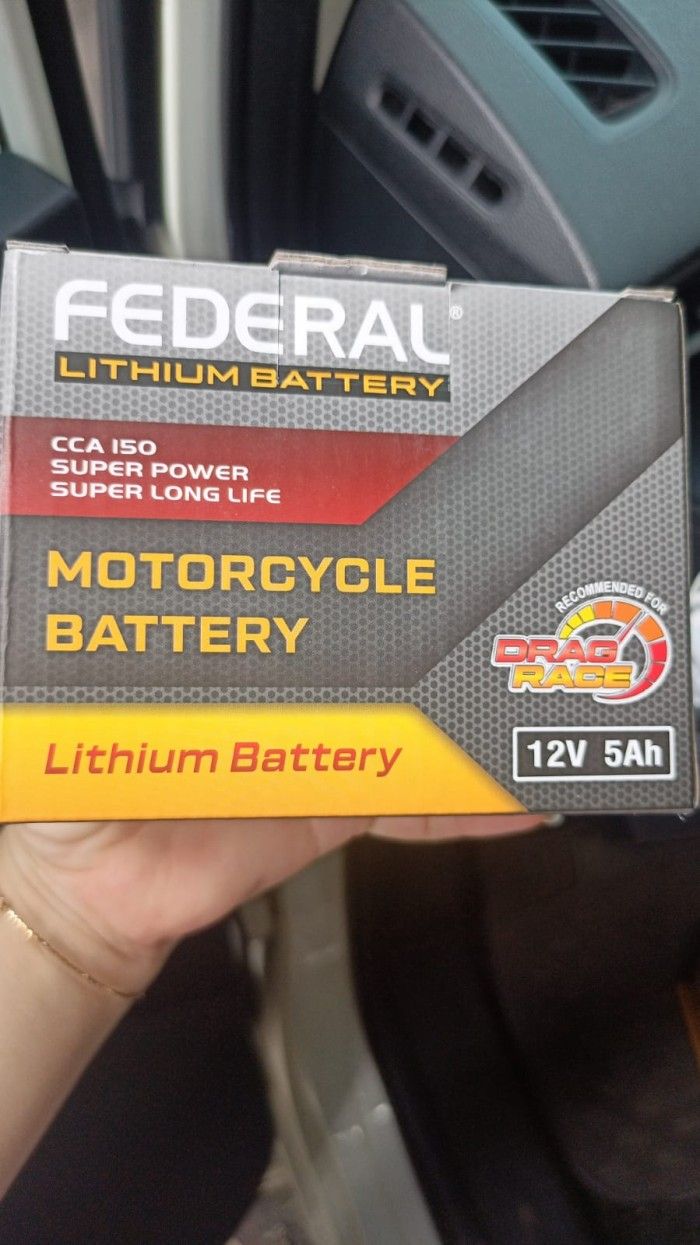 FEDERAL®
LITHIUM BATTERY
CCA 150
SUPER POWER
SUPER LONG LIFE
MOTORCYCLE
BATTERY
RECOMMENDED FOR
DRAG
RACE
Lithium Battery
12V 5Ah